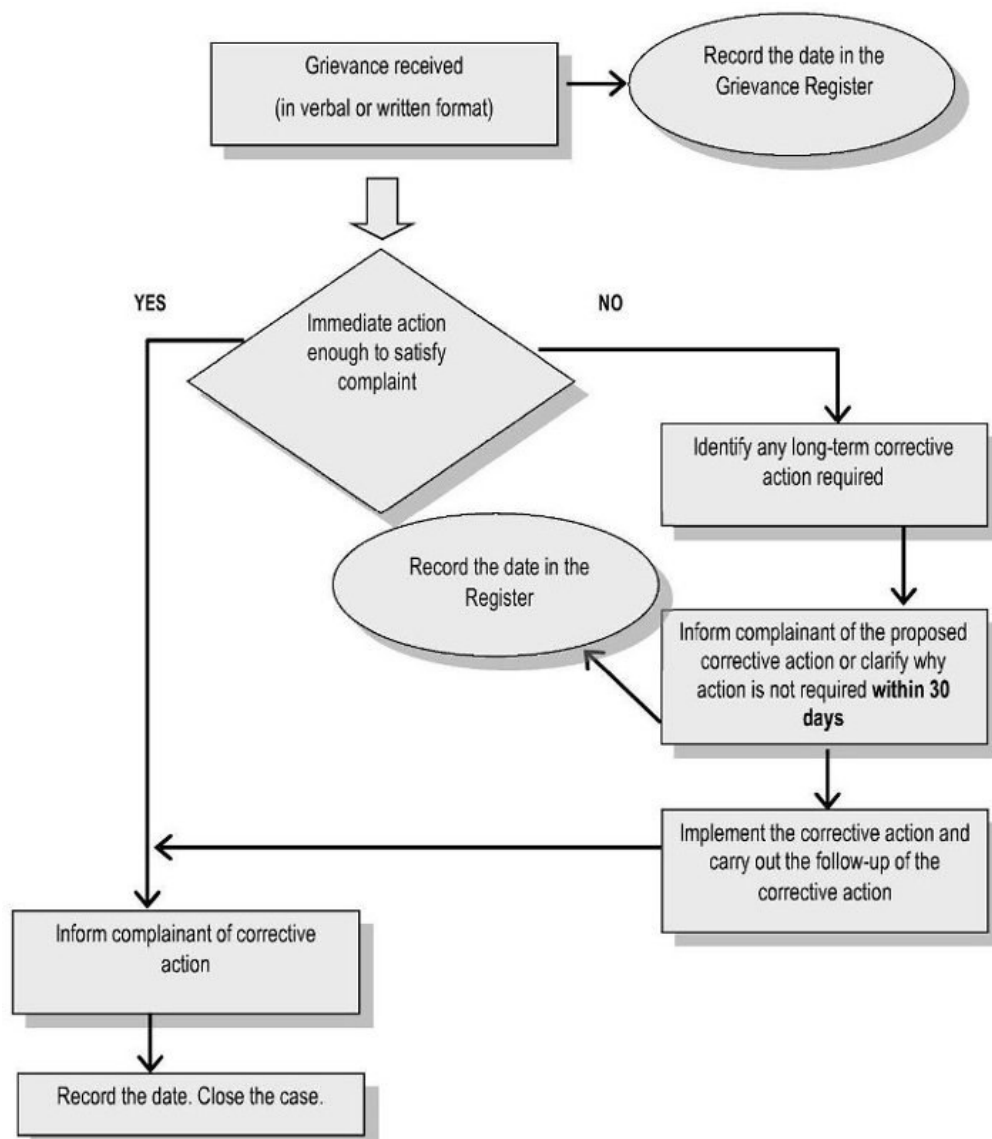 Grievance received
(in verbal or written format)
Record the date in the
Grievance Register
YES
NO
Immediate action
enough to satisfy
complaint
Identify any long-term corrective
action required
Record the date in the
Register
Inform complainant of the proposed
corrective action or clarify why
action is not required within 30
days
Implement the corrective action and
carry out the follow-up of the
corrective action
Inform complainant of corrective
action
Record the date. Close the case.